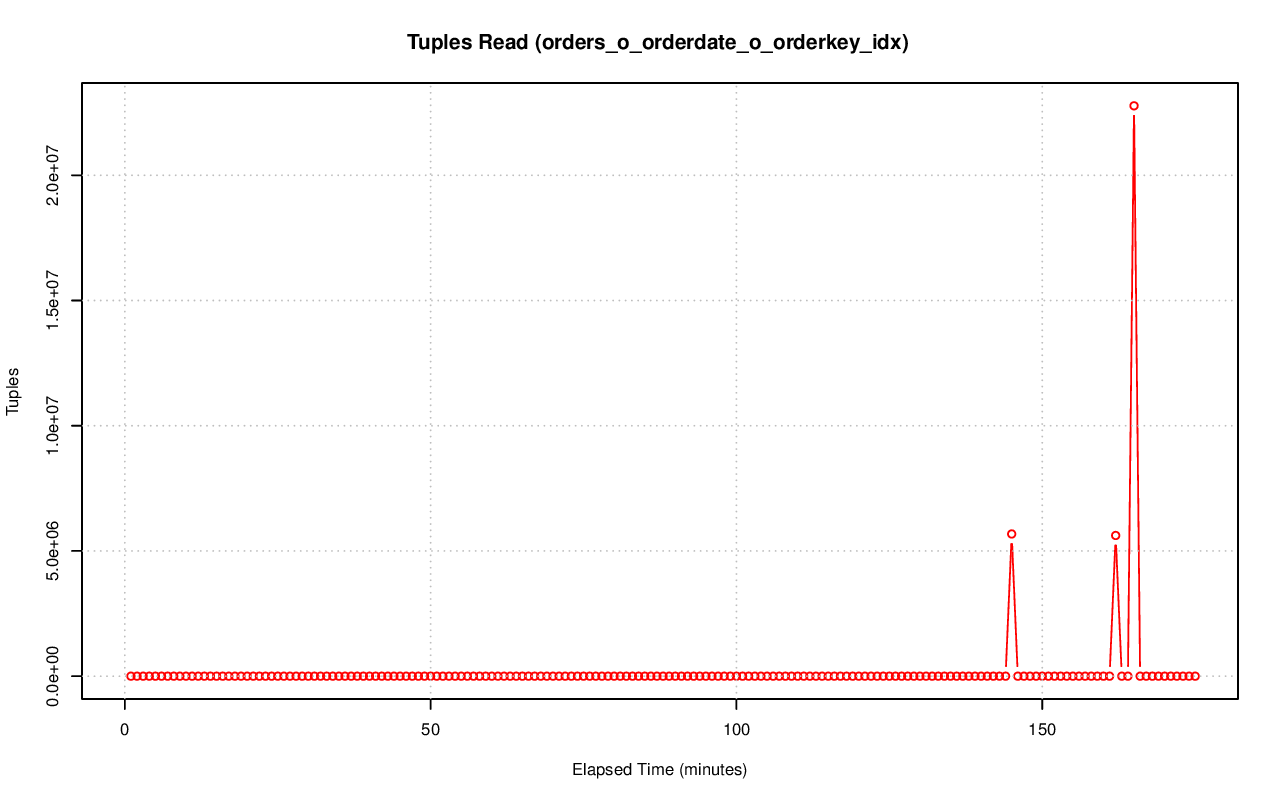 Tuples Read (orders_o_orderdate_o_orderkey_idx)
Tuples
2.0e+07
1.5e+07
1.0e+07
5.0e+06
0.0e+00
0 50 100 150
Elapsed Time (minutes)